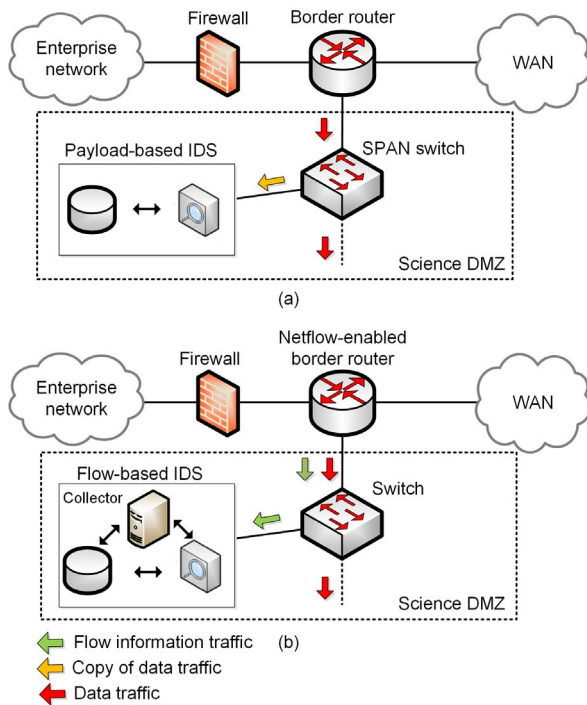 Enterprise
network
Firewall
Border router
WAN
Payload-based IDS
SPAN switch
Science DMZ
(a)
Enterprise
network
Firewall
Netflow-enabled
border router
WAN
Flow-based IDS
Collector
Switch
Science DMZ
(b)
Flow information traffic
Copy of data traffic
Data traffic